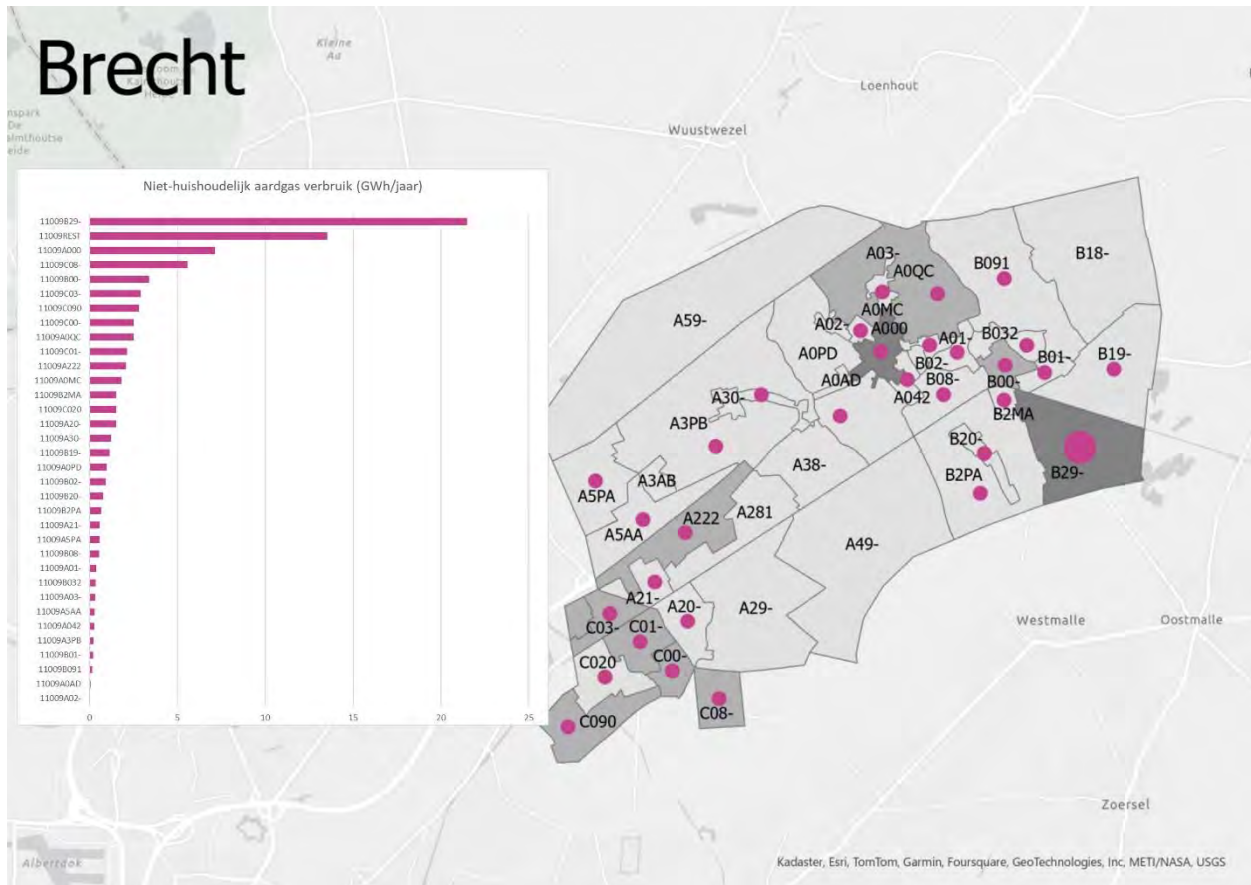 Brecht
Kleine
Aa
Loenhout
Wuustwezel
Niet-huishoudelijk aardgas verbruik (GWh/jaar)
11009B29-
11009REST
11009A000
11009C08-
11009B00-
11009C03-
11009C090
11009C00-
11009A0QC
11009C01-
11009A222
11009A0MC
11009B2MA
11009C020
11009A20-
11009A30-
11009B19-
11009A0PD
11009B02-
11009B20-
11009B2PA
11009A21-
11009A5PA
11009B08-
11009A01-
11009B032
11009A03-
11009A5AA
11009A042
11009A3PB
11009B01-
11009B091
11009A0AD
11009A02-
0 5 10 15 20 25
A03-
A0QC
B091
B18-
A59-
A0MC
A02-
A000
A01-
B032
A0PD
B02-
B01-
B19-
A0AD
B08-
B00-
A30-
A042
B2MA
A3PB
B20-
A38-
B2PA
B29-
A5PA
A3AB
A222
A281
A5AA
A49-
A21-
A20-
A29-
C03-
C01-
C020
C00-
C090
C08-
Westmalle
Oostmalle
Zoersel
Albertdok
Kadaster, Esri, TomTom, Garmin, Foursquare, GeoTechnologies, Inc, METI/NASA, USGS